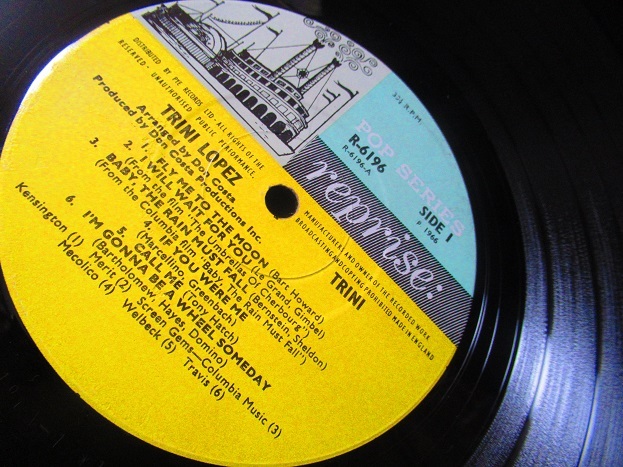 DISTRIBUTED BY PYE RECORDS LTD. ALL RIGHTS OF THE
RESERVED · UNAUTHORISED PUBLIC PERFORMANCE,
33⅓ R.P.M.
POP SERIES
R-6196
R-6196-A
SIDE 1
P 1966
reprise:
MANUFACTURER AND OWNER OF THE RECORDED WORK
BROADCASTING AND COPYING PROHIBITED MADE IN ENGLAND
TRINI
TRINI LOPEZ
Arranged by Don Costa
Produced by Don Costa Productions Inc.
1. FLY ME TO THE MOON (Bart Howard)
2. I WILL WAIT FOR YOU (Le Grand, Gimbel)
(From the film "The Umbrellas Of Cherbourg")
3. BABY, THE RAIN MUST FALL (Bernstein, Sheldon)
(From the Columbia film "Baby, The Rain Must Fall")
4. IF YOU WERE ME
(Marcellino, Greenbach)
5. CALL ME (Tony Hatch)
6. I'M GONNA BE A WHEEL SOMEDAY
(Bartholomew, Hayes, Domino)
Kensington (1) Merit (2) Screen Gems—Columbia Music (3)
Mecolico (4) Welbeck (5) Travis (6)